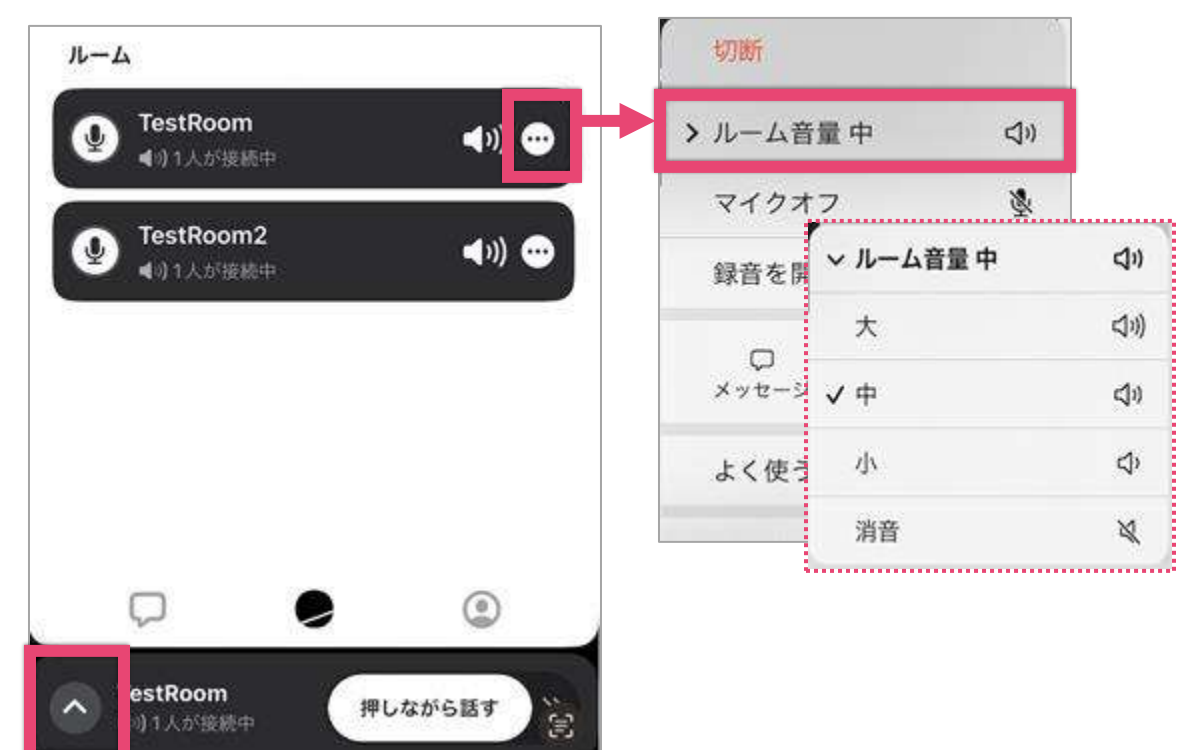 ルーム
TestRoom
1人が接続中
TestRoom2
1人が接続中
estRoom
1人が接続中
押しながら話す
切断
ルーム音量 中
マイクオフ
録音を開
メッセージ
よく使う
ルーム音量 中
大
中
小
消音